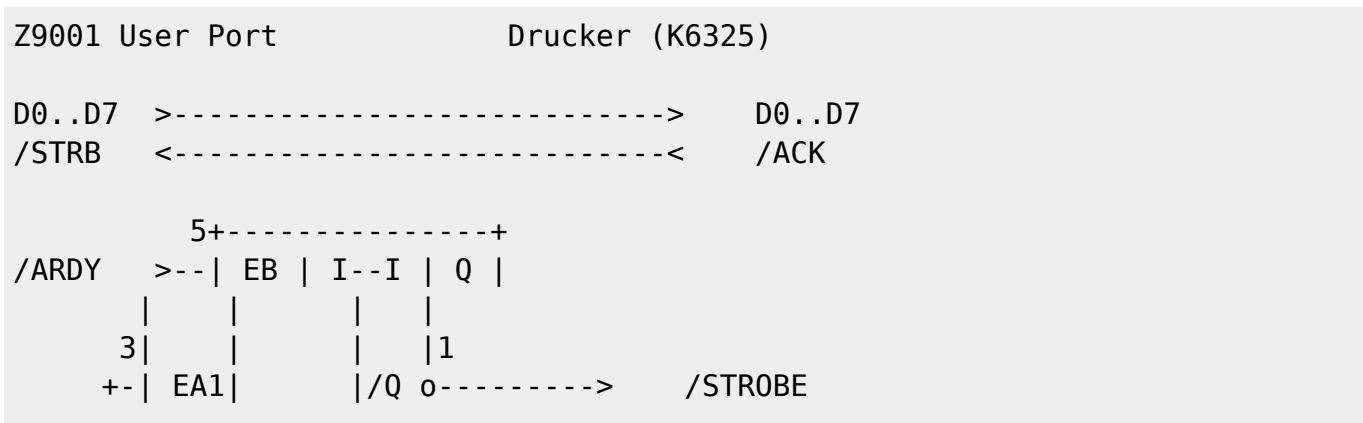 Z9001 User Port                Drucker (K6325)
D0..D7  >----------------------------->    D0..D7
/STRB   <-----------------------------<    /ACK
          5+---------------+
/ARDY   >--| EB | I--I | Q |
       |    |       |   |
      3|    |       |   |1
     +-| EA1|       |/Q o--------->    /STROBE